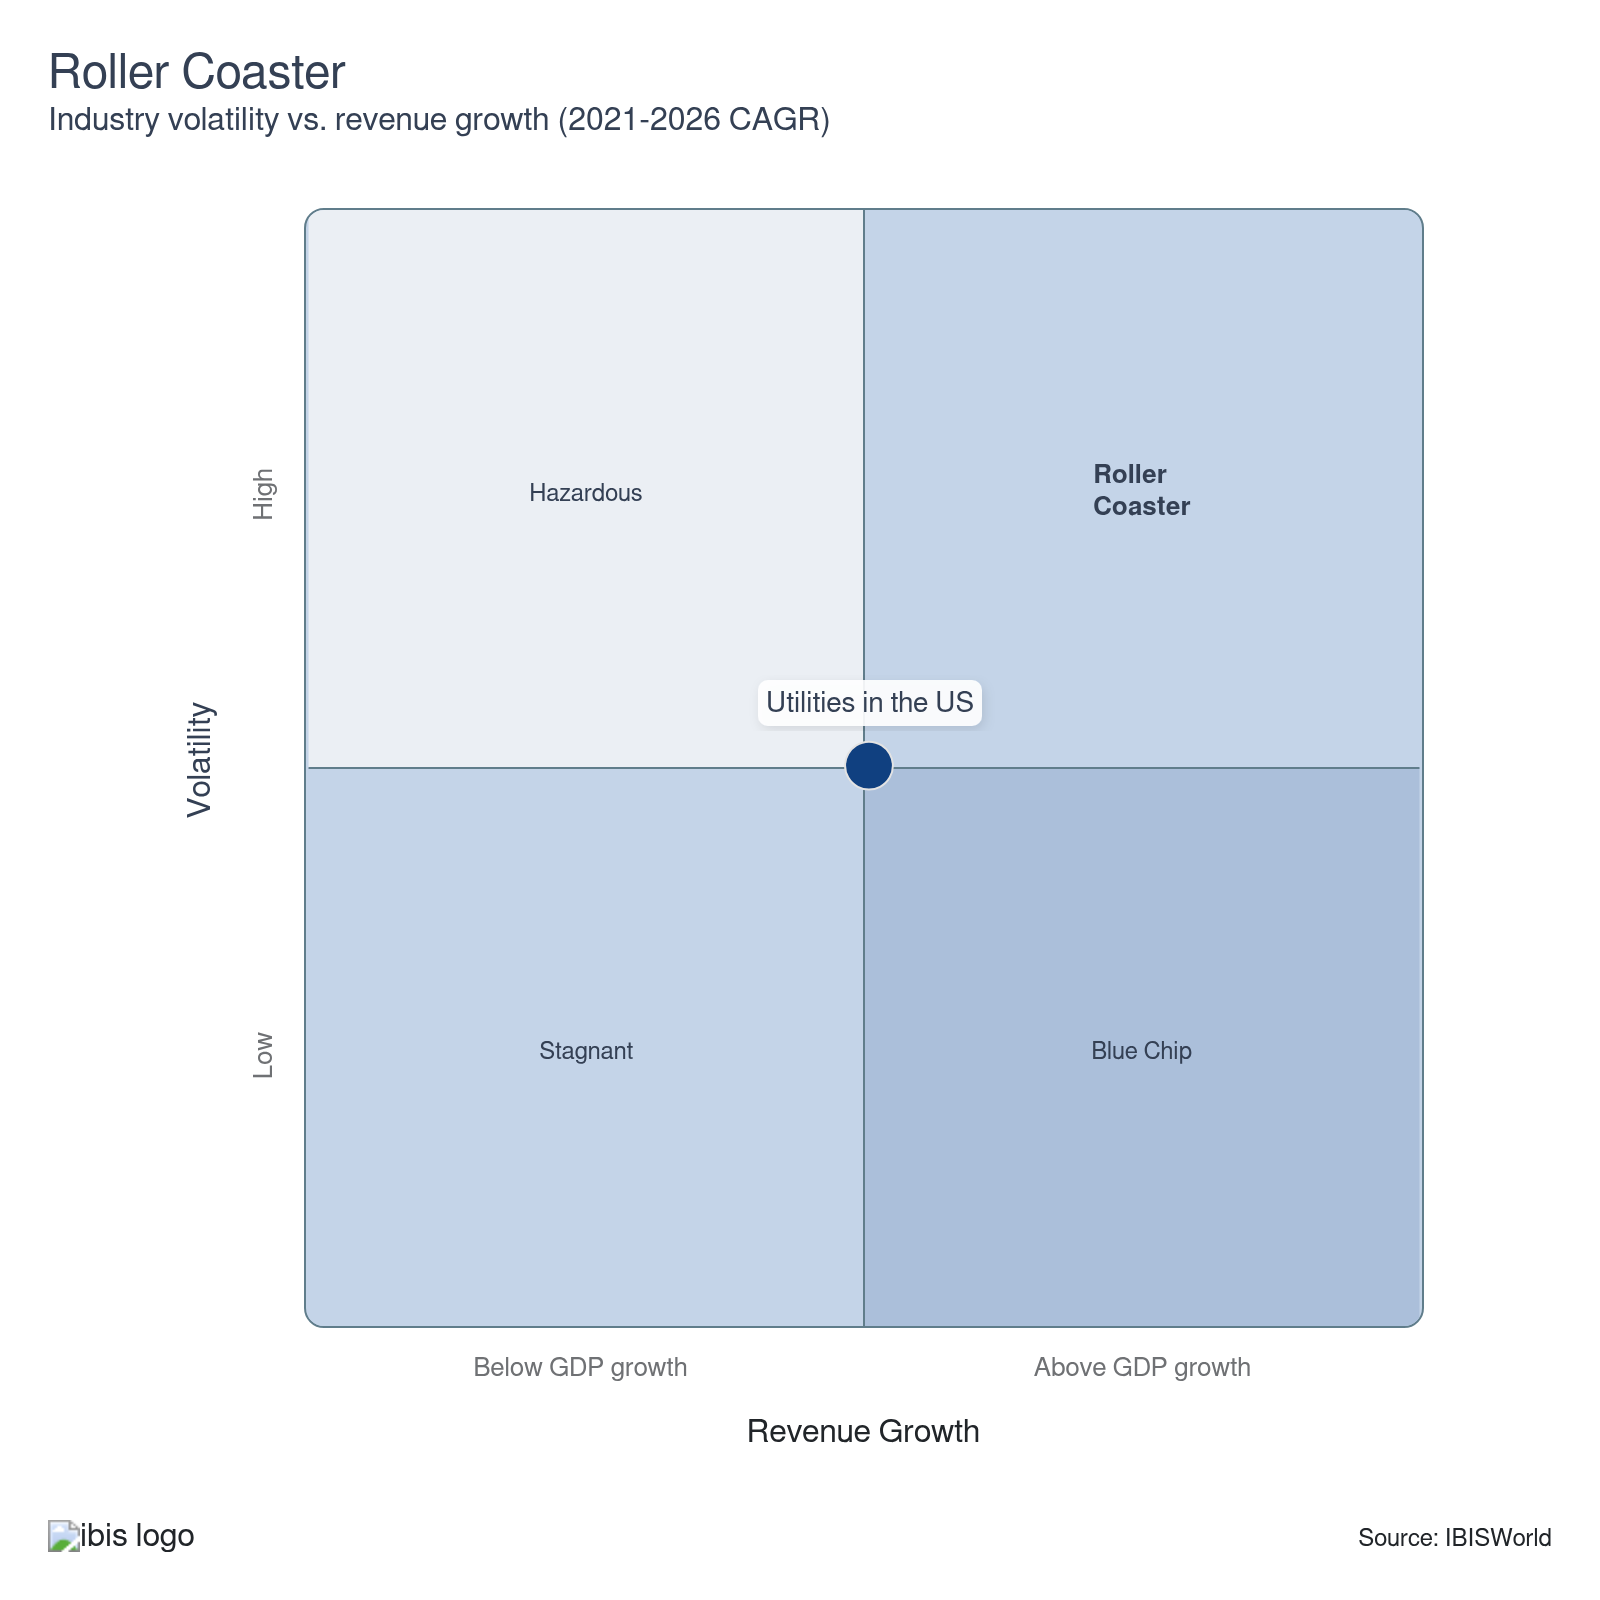 Roller Coaster
Industry volatility vs. revenue growth (2021-2026 CAGR)
Hazardous
Roller
Coaster
High
Utilities in the US
Volatility
Stagnant
Blue Chip
Low
Below GDP growth
Above GDP growth
Revenue Growth
ibis logo
Source: IBISWorld